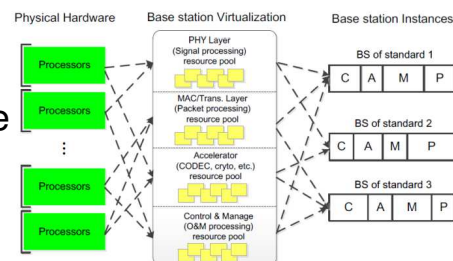 Physical Hardware
Base station Virtualization
Base station Instances
e
Processors
Processors
⋮
Processors
Processors
PHY Layer
(Signal processing)
resource pool
MAC/Trans. Layer
(Packet processing)
resource pool
Accelerator
(CODEC, cryto, etc.)
resource pool
Control & Manage
(O&M processing)
resource pool
BS of standard 1
C A M P
BS of standard 2
C A M P
BS of standard 3
C A M P